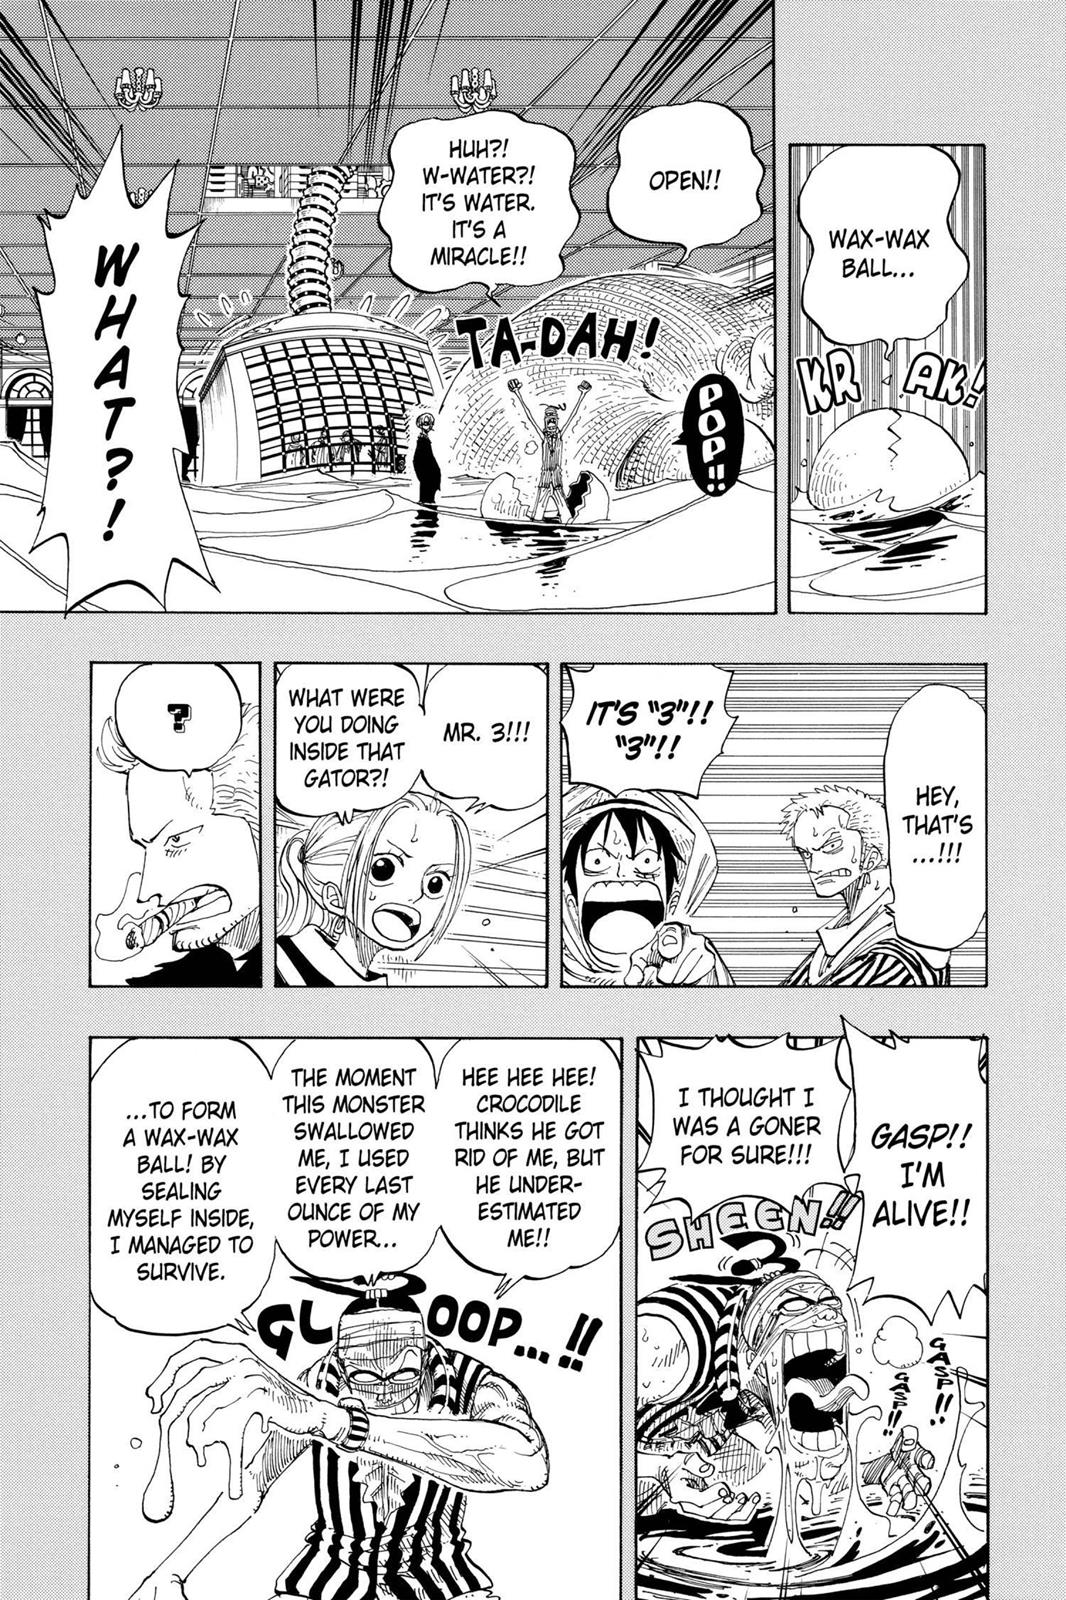 WAX-WAX
BALL...
KRAK!
OPEN!!
POP!!
HUH?!
W-WATER?!
IT'S WATER.
IT'S A
MIRACLE!!
TA-DAH!
WHAT?!
HEY,
THAT'S
...!!!
IT'S "3"!!
"3"!!
MR. 3!!!
WHAT WERE
YOU DOING
INSIDE THAT
GATOR?!
?
GASP!!
I'M
ALIVE!!
I THOUGHT I
WAS A GONER
FOR SURE!!!
SHEEN!!
GASP!!
GASP!!
HEE HEE HEE!
CROCODILE
THINKS HE GOT
RID OF ME, BUT
HE UNDER-
ESTIMATED
ME!!
THE MOMENT
THIS MONSTER
SWALLOWED
ME, I USED
EVERY LAST
OUNCE OF MY
POWER...
...TO FORM
A WAX-WAX
BALL! BY
SEALING
MYSELF INSIDE,
I MANAGED TO
SURVIVE.
GL OOP...!!